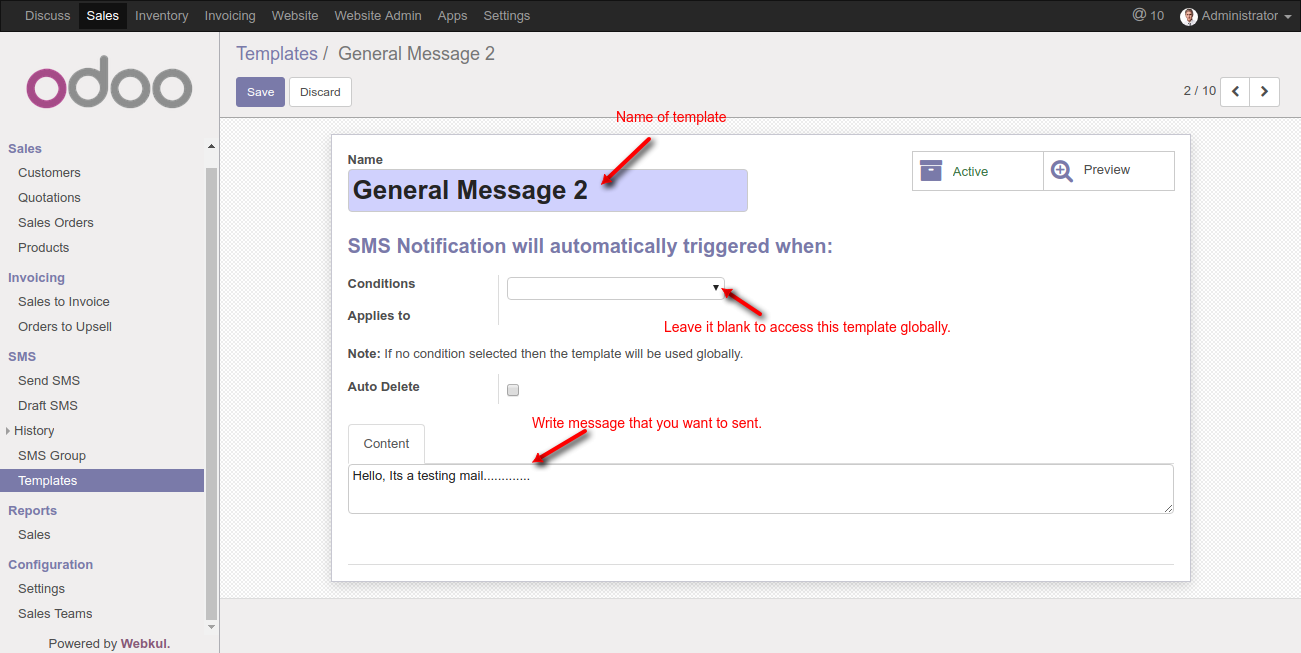 Discuss Sales Inventory Invoicing Website Website Admin Apps Settings @ 10 Administrator
odoo
Templates / General Message 2
Save Discard
2 / 10
Sales
Customers
Quotations
Sales Orders
Products
Invoicing
Sales to Invoice
Orders to Upsell
SMS
Send SMS
Draft SMS
History
SMS Group
Templates
Reports
Sales
Configuration
Settings
Sales Teams
Powered by Webkul.
Name of template
Name
General Message 2
Active
Preview
SMS Notification will automatically triggered when:
Conditions
Applies to
Leave it blank to access this template globally.
Note: If no condition selected then the template will be used globally.
Auto Delete
Write message that you want to sent.
Content
Hello, Its a testing mail.............